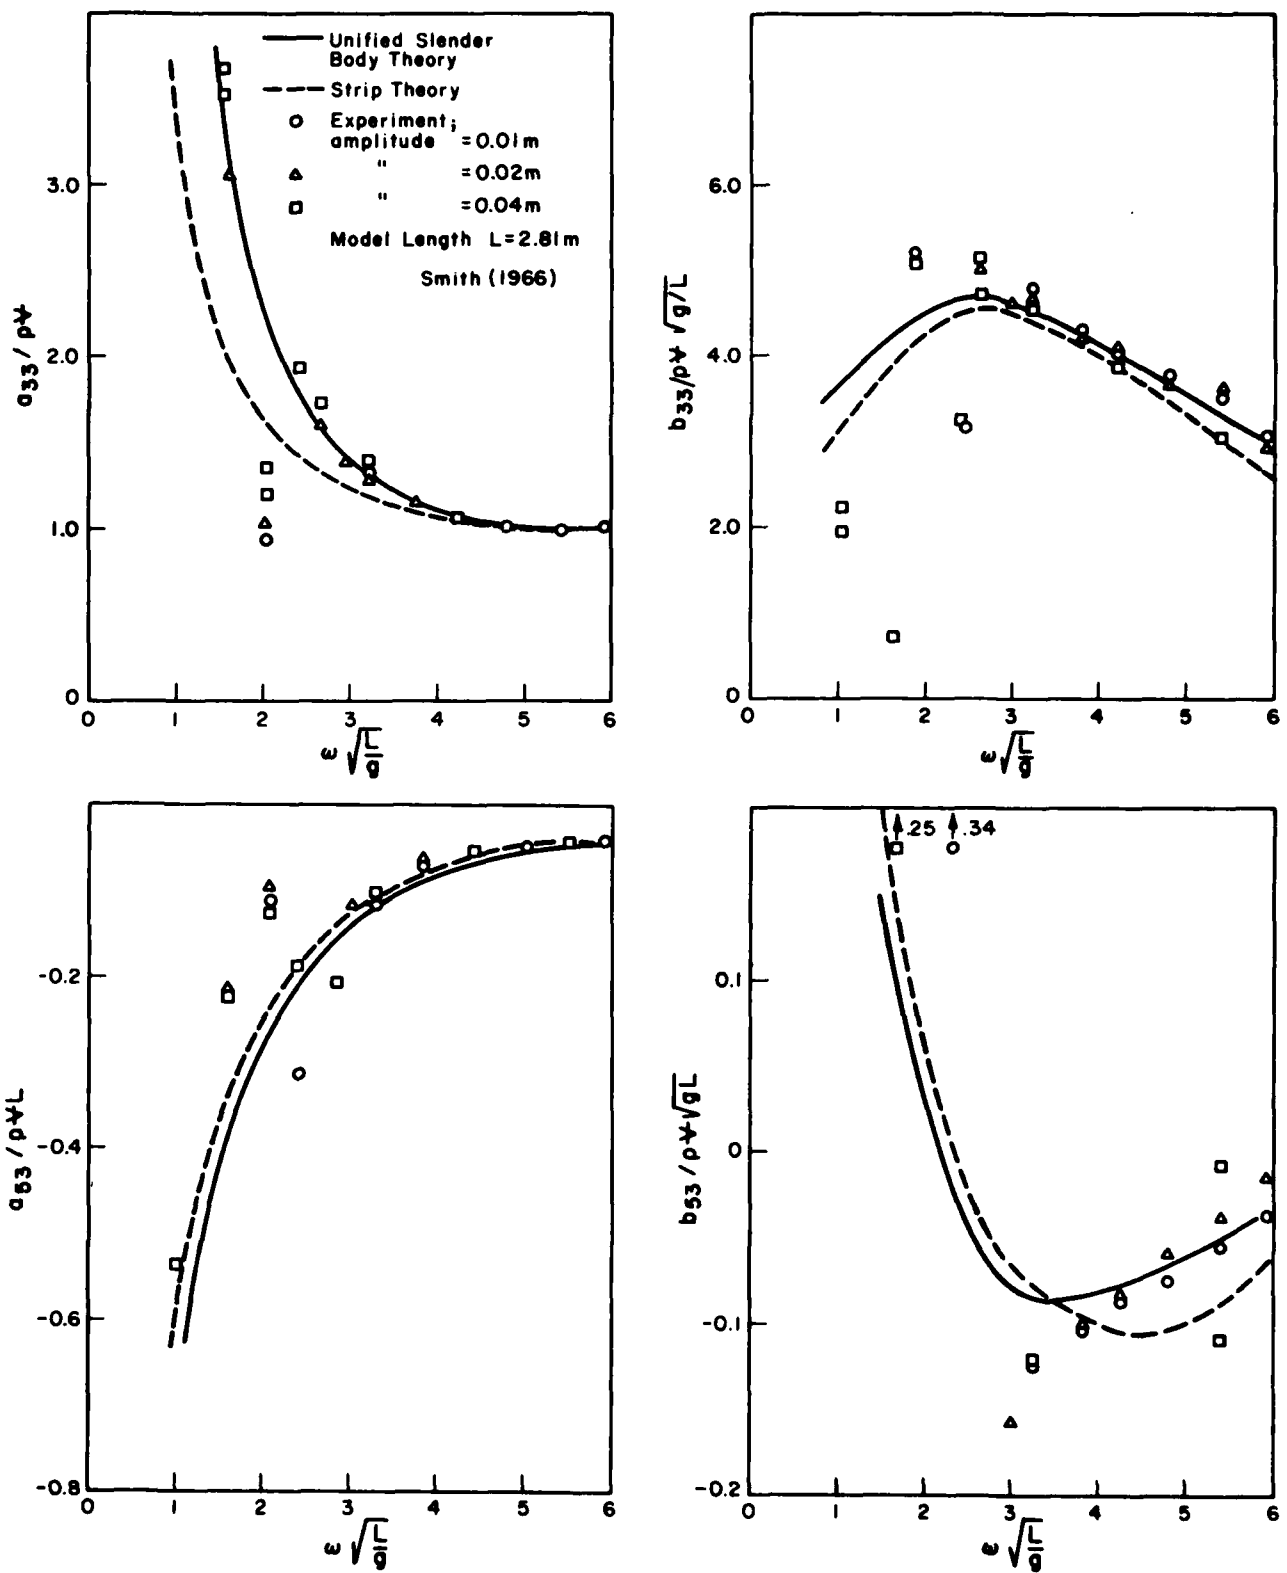 Unified Slender
Body Theory
Strip Theory
Experiment;
amplitude = 0.01m
" = 0.02m
" = 0.04m
Model Length L=2.81m
Smith (1966)
3.0
2.0
1.0
0
a33 / ρ∀
0 1 2 3 4 5 6
ω √L/g
6.0
4.0
2.0
0
b33/ρ∀ √g/L
0 1 2 3 4 5 6
ω √L/g
-0.2
-0.4
-0.6
-0.8
a53 / ρ∀L
0 1 2 3 4 5 6
ω √L/g
.25 .34
0.1
0
-0.1
-0.2
b53 / ρ∀√gL
0 1 2 3 4 5 6
ω √L/g